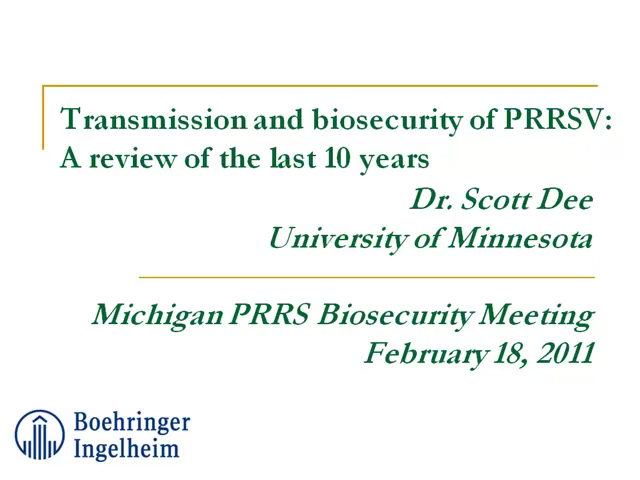 Transmission and biosecurity of PRRSV:
A review of the last 10 years
Dr. Scott Dee
University of Minnesota
Michigan PRRS Biosecurity Meeting
February 18, 2011
Boehringer
Ingelheim